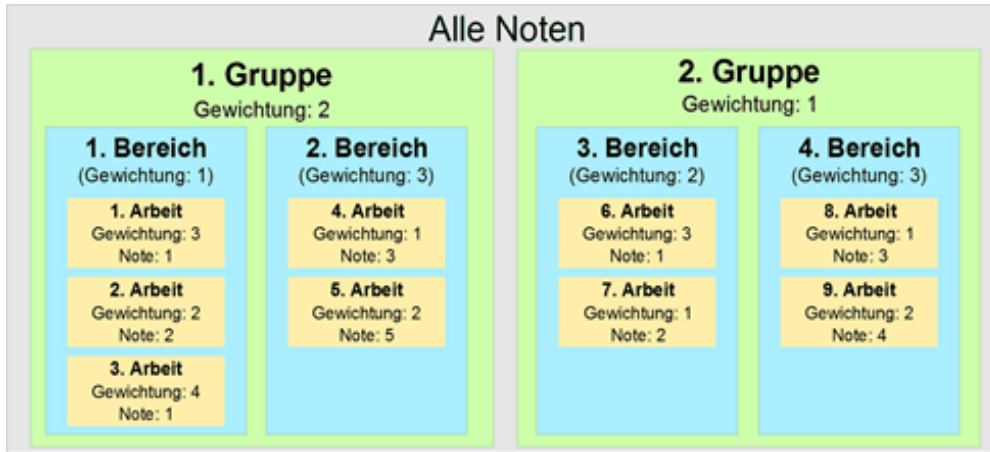 Alle Noten
1. Gruppe
Gewichtung: 2
1. Bereich
(Gewichtung: 1)
1. Arbeit
Gewichtung: 3
Note: 1
2. Arbeit
Gewichtung: 2
Note: 2
3. Arbeit
Gewichtung: 4
Note: 1
2. Bereich
(Gewichtung: 3)
4. Arbeit
Gewichtung: 1
Note: 3
5. Arbeit
Gewichtung: 2
Note: 5
2. Gruppe
Gewichtung: 1
3. Bereich
(Gewichtung: 2)
6. Arbeit
Gewichtung: 3
Note: 1
7. Arbeit
Gewichtung: 1
Note: 2
4. Bereich
(Gewichtung: 3)
8. Arbeit
Gewichtung: 1
Note: 3
9. Arbeit
Gewichtung: 2
Note: 4